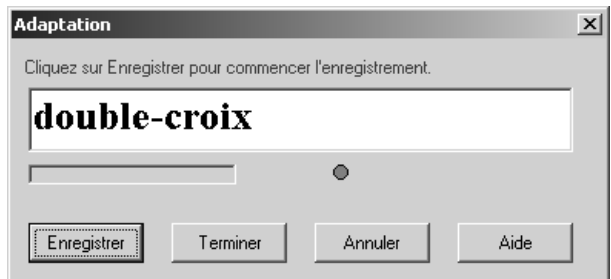 Adaptation
Cliquez sur Enregistrer pour commencer l'enregistrement.
double-croix
Enregistrer Terminer Annuler Aide